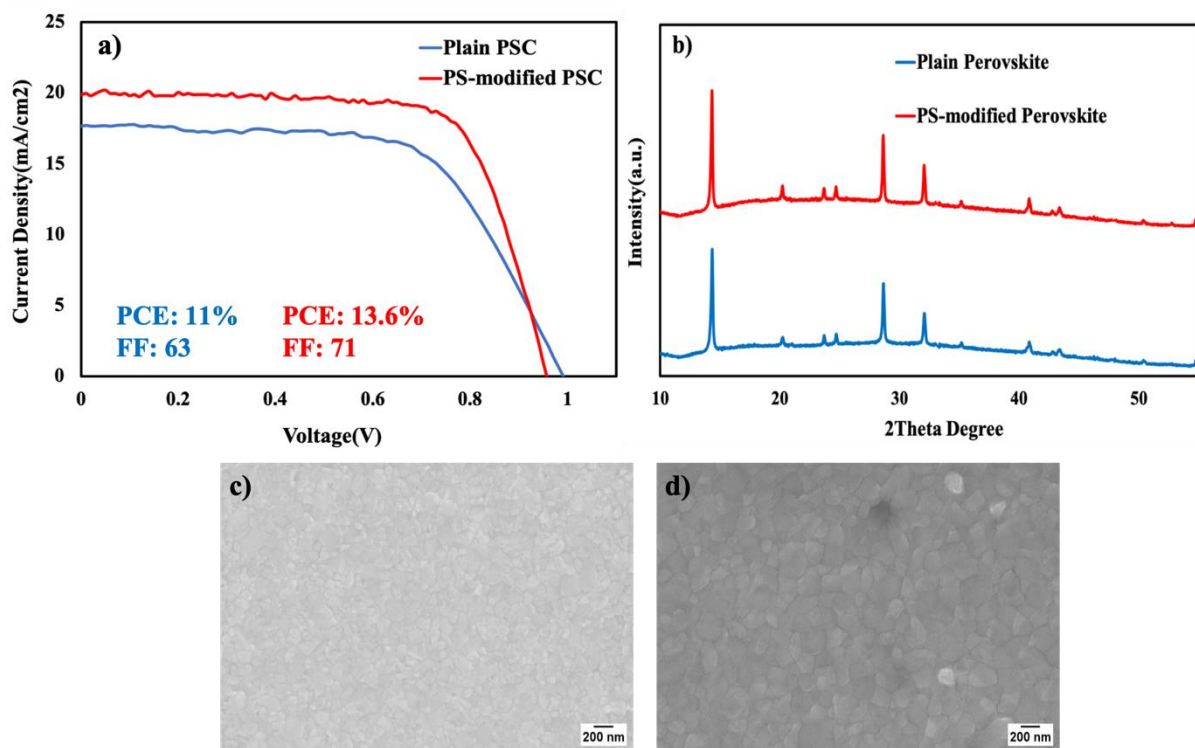 a)
Plain PSC
PS-modified PSC
Current Density(mA/cm2)
25
20
15
10
5
0
PCE: 11%
FF: 63
PCE: 13.6%
FF: 71
0
0.2
0.4
0.6
0.8
1
Voltage(V)
b)
Plain Perovskite
PS-modified Perovskite
Intensity(a.u.)
10
20
30
40
50
2Theta Degree
c)
200 nm
d)
200 nm